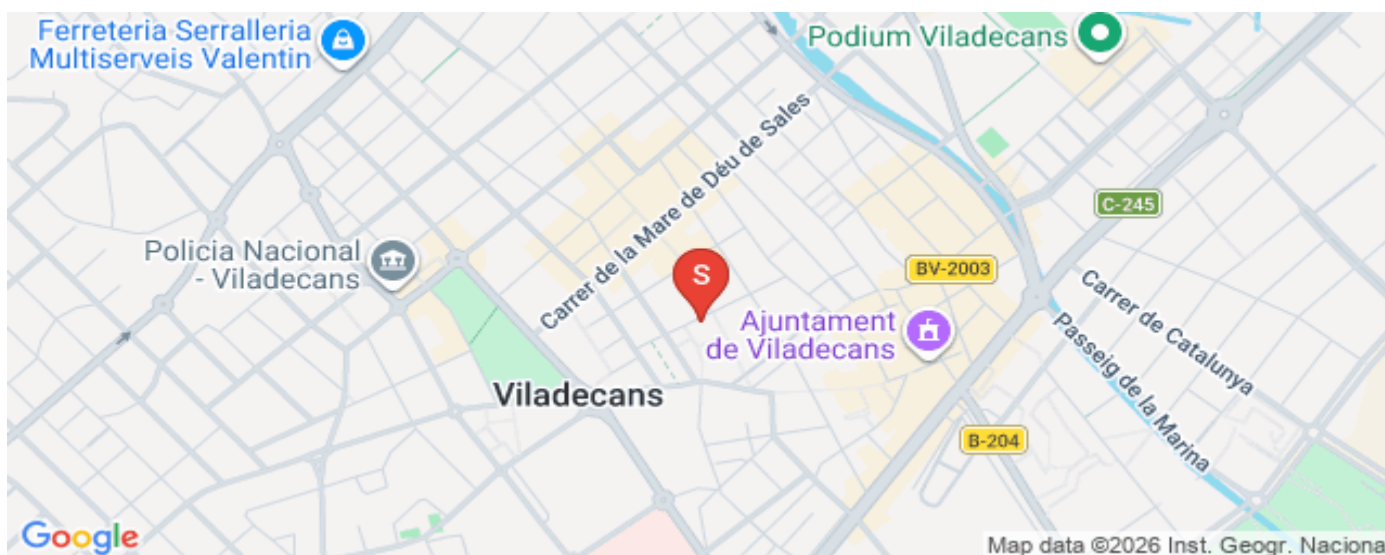 Ferreteria Serralleria
Multiserveis Valentin
Podium Viladecans
Carrer de la Mare de Déu de Sales
C-245
Policia Nacional
- Viladecans
S
BV-2003
Carrer de Catalunya
Ajuntament
de Viladecans
Passeig de la Marina
Viladecans
B-204
Google
Map data ©2026 Inst. Geogr. Naciona